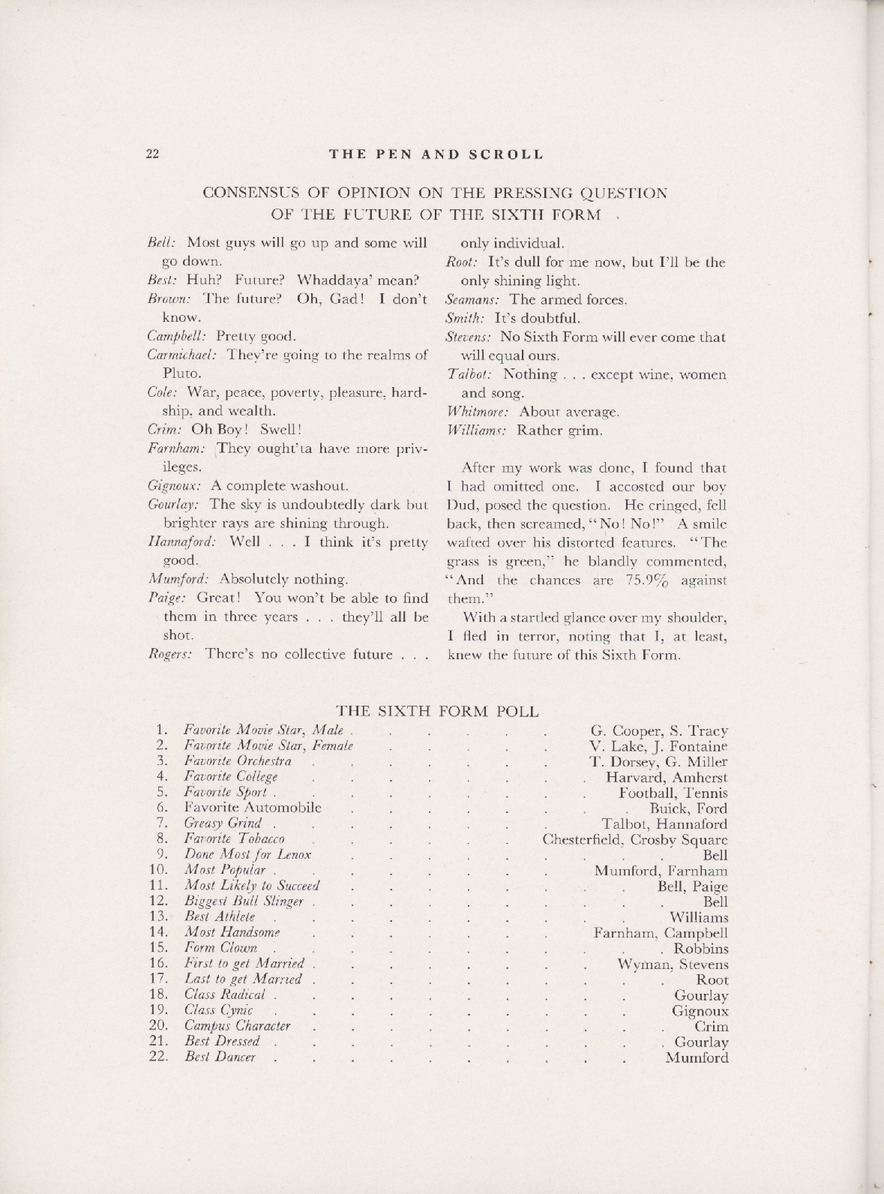 22
THE PEN AND SCROLL
CONSENSUS OF OPINION ON THE PRESSING QUESTION
OF THE FUTURE OF THE SIXTH FORM
Bell: Most guys will go up and some will
go down.
Best: Huh? Future? Whaddaya' mean?
Brown: The future? Oh, Gad! I don't
know.
Campbell: Pretty good.
Carmichael: They're going to the realms of
Pluto.
Cole: War, peace, poverty, pleasure, hard-
ship, and wealth.
Crim: Oh Boy! Swell!
Farnham: They ought'ta have more priv-
ileges.
Gignoux: A complete washout.
Gourlay: The sky is undoubtedly dark but
brighter rays are shining through.
Hannaford: Well . . . I think it's pretty
good.
Mumford: Absolutely nothing.
Paige: Great! You won't be able to find
them in three years . . . they'll all be
shot.
Rogers: There's no collective future . . .
only individual.
Root: It's dull for me now, but I'll be the
only shining light.
Seamans: The armed forces.
Smith: It's doubtful.
Stevens: No Sixth Form will ever come that
will equal ours.
Talbot: Nothing . . . except wine, women
and song.
Whitmore: About average.
Williams: Rather grim.
After my work was done, I found that
I had omitted one. I accosted our boy
Dud, posed the question. He cringed, fell
back, then screamed, "No! No!" A smile
wafted over his distorted features. "The
grass is green," he blandly commented,
"And the chances are 75.9% against
them."
With a startled glance over my shoulder,
I fled in terror, noting that I, at least,
knew the future of this Sixth Form.
THE SIXTH FORM POLL
1. Favorite Movie Star, Male . . . . . . G. Cooper, S. Tracy
2. Favorite Movie Star, Female . . . . . V. Lake, J. Fontaine
3. Favorite Orchestra . . . . . . . T. Dorsey, G. Miller
4. Favorite College . . . . . . . . Harvard, Amherst
5. Favorite Sport . . . . . . . . . Football, Tennis
6. Favorite Automobile . . . . . . . . Buick, Ford
7. Greasy Grind . . . . . . . . Talbot, Hannaford
8. Favorite Tobacco . . . . . . Chesterfield, Crosby Square
9. Done Most for Lenox . . . . . . . . . Bell
10. Most Popular . . . . . . . . Mumford, Farnham
11. Most Likely to Succeed . . . . . . . . Bell, Paige
12. Biggest Bull Slinger . . . . . . . . . . Bell
13. Best Athlete . . . . . . . . . . Williams
14. Most Handsome . . . . . . . Farnham, Campbell
15. Form Clown . . . . . . . . . . . Robbins
16. First to get Married . . . . . . . . Wyman, Stevens
17. Last to get Married . . . . . . . . . . Root
18. Class Radical . . . . . . . . . . Gourlay
19. Class Cynic . . . . . . . . . . Gignoux
20. Campus Character . . . . . . . . . . Crim
21. Best Dressed . . . . . . . . . . . Gourlay
22. Best Dancer . . . . . . . . . Mumford